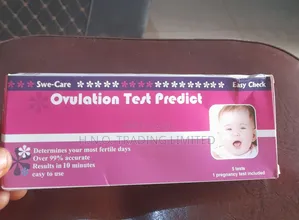 Swe-Care
Easy Check
Ovulation Test Predict
H.N.O TRADING LIMITED
Determines your most fertile days
Over 99% accurate
Results in 10 minutes
easy to use
5 tests
1 pregnancy test included